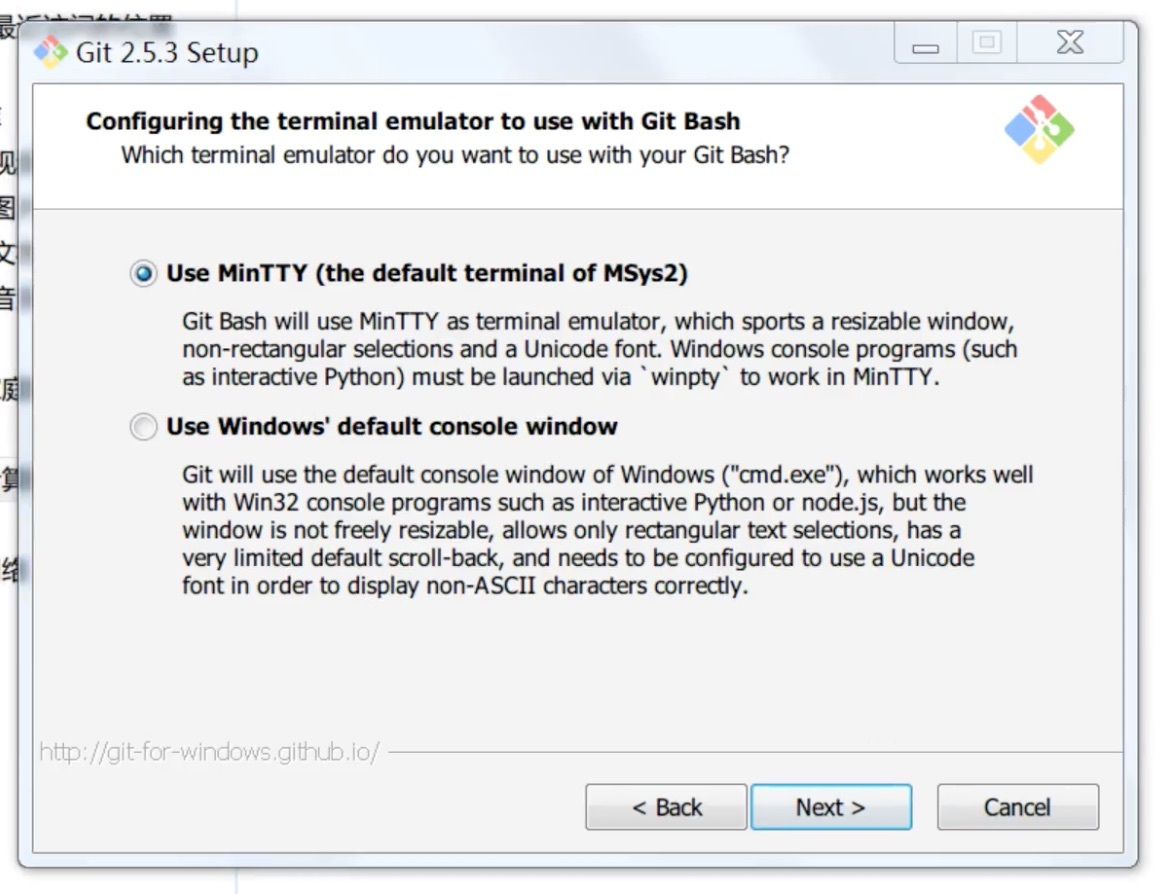 Git 2.5.3 Setup
Configuring the terminal emulator to use with Git Bash
Which terminal emulator do you want to use with your Git Bash?
Use MinTTY (the default terminal of MSys2)
Git Bash will use MinTTY as terminal emulator, which sports a resizable window,
non-rectangular selections and a Unicode font. Windows console programs (such
as interactive Python) must be launched via `winpty` to work in MinTTY.
Use Windows' default console window
Git will use the default console window of Windows ("cmd.exe"), which works well
with Win32 console programs such as interactive Python or node.js, but the
window is not freely resizable, allows only rectangular text selections, has a
very limited default scroll-back, and needs to be configured to use a Unicode
font in order to display non-ASCII characters correctly.
http://git-for-windows.github.io/
< Back
Next >
Cancel